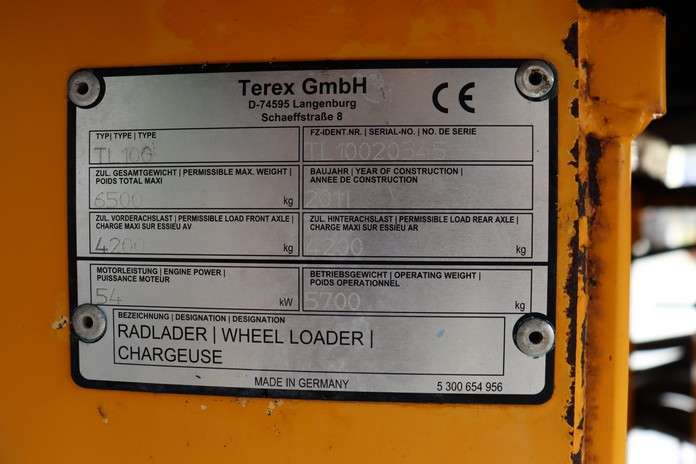 Terex GmbH
D-74595 Langenburg
Schaeffstraße 8
CE
TYP| TYPE | TYPE
TL 100
FZ-IDENT.NR. | SERIAL-NO. | NO. DE SERIE
ZUL. GESAMTGEWICHT | PERMISSIBLE MAX. WEIGHT |
POIDS TOTAL MAXI
6500 kg
BAUJAHR | YEAR OF CONSTRUCTION |
ANNEE DE CONSTRUCTION
2011
ZUL. VORDERACHSLAST | PERMISSIBLE LOAD FRONT AXLE |
CHARGE MAXI SUR ESSIEU AV
4200 kg
ZUL. HINTERACHSLAST | PERMISSIBLE LOAD REAR AXLE |
CHARGE MAXI SUR ESSIEU AR
4200 kg
MOTORLEISTUNG | ENGINE POWER |
PUISSANCE MOTEUR
54 kW
BETRIEBSGEWICHT | OPERATING WEIGHT |
POIDS OPERATIONNEL
5700 kg
BEZEICHNUNG | DESIGNATION | DESIGNATION
RADLADER | WHEEL LOADER |
CHARGEUSE
MADE IN GERMANY
5 300 654 956